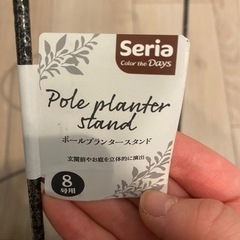 Seria
Color the Days
Pole planter
stand
ポールプランタースタンド
玄関前やお庭を立体的に演出
8
号用